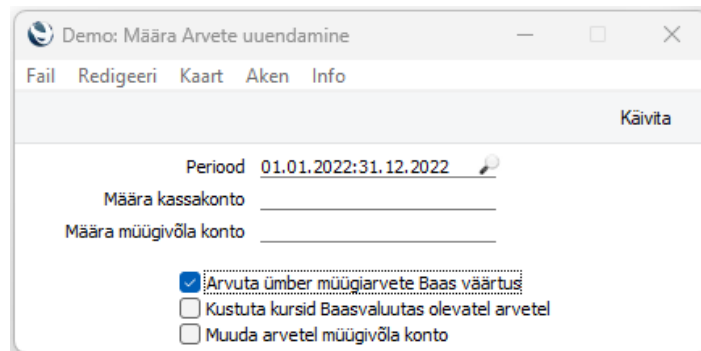 Demo: Määra Arvete uuendamine
Fail Redigeeri Kaart Aken Info
Käivita
Periood 01.01.2022:31.12.2022
Määra kassakonto
Määra müügivõla konto
Arvuta ümber müügiarvete Baas väärtus
Kustuta kursid Baasvaluutas olevatel arvetel
Muuda arvetel müügivõla konto